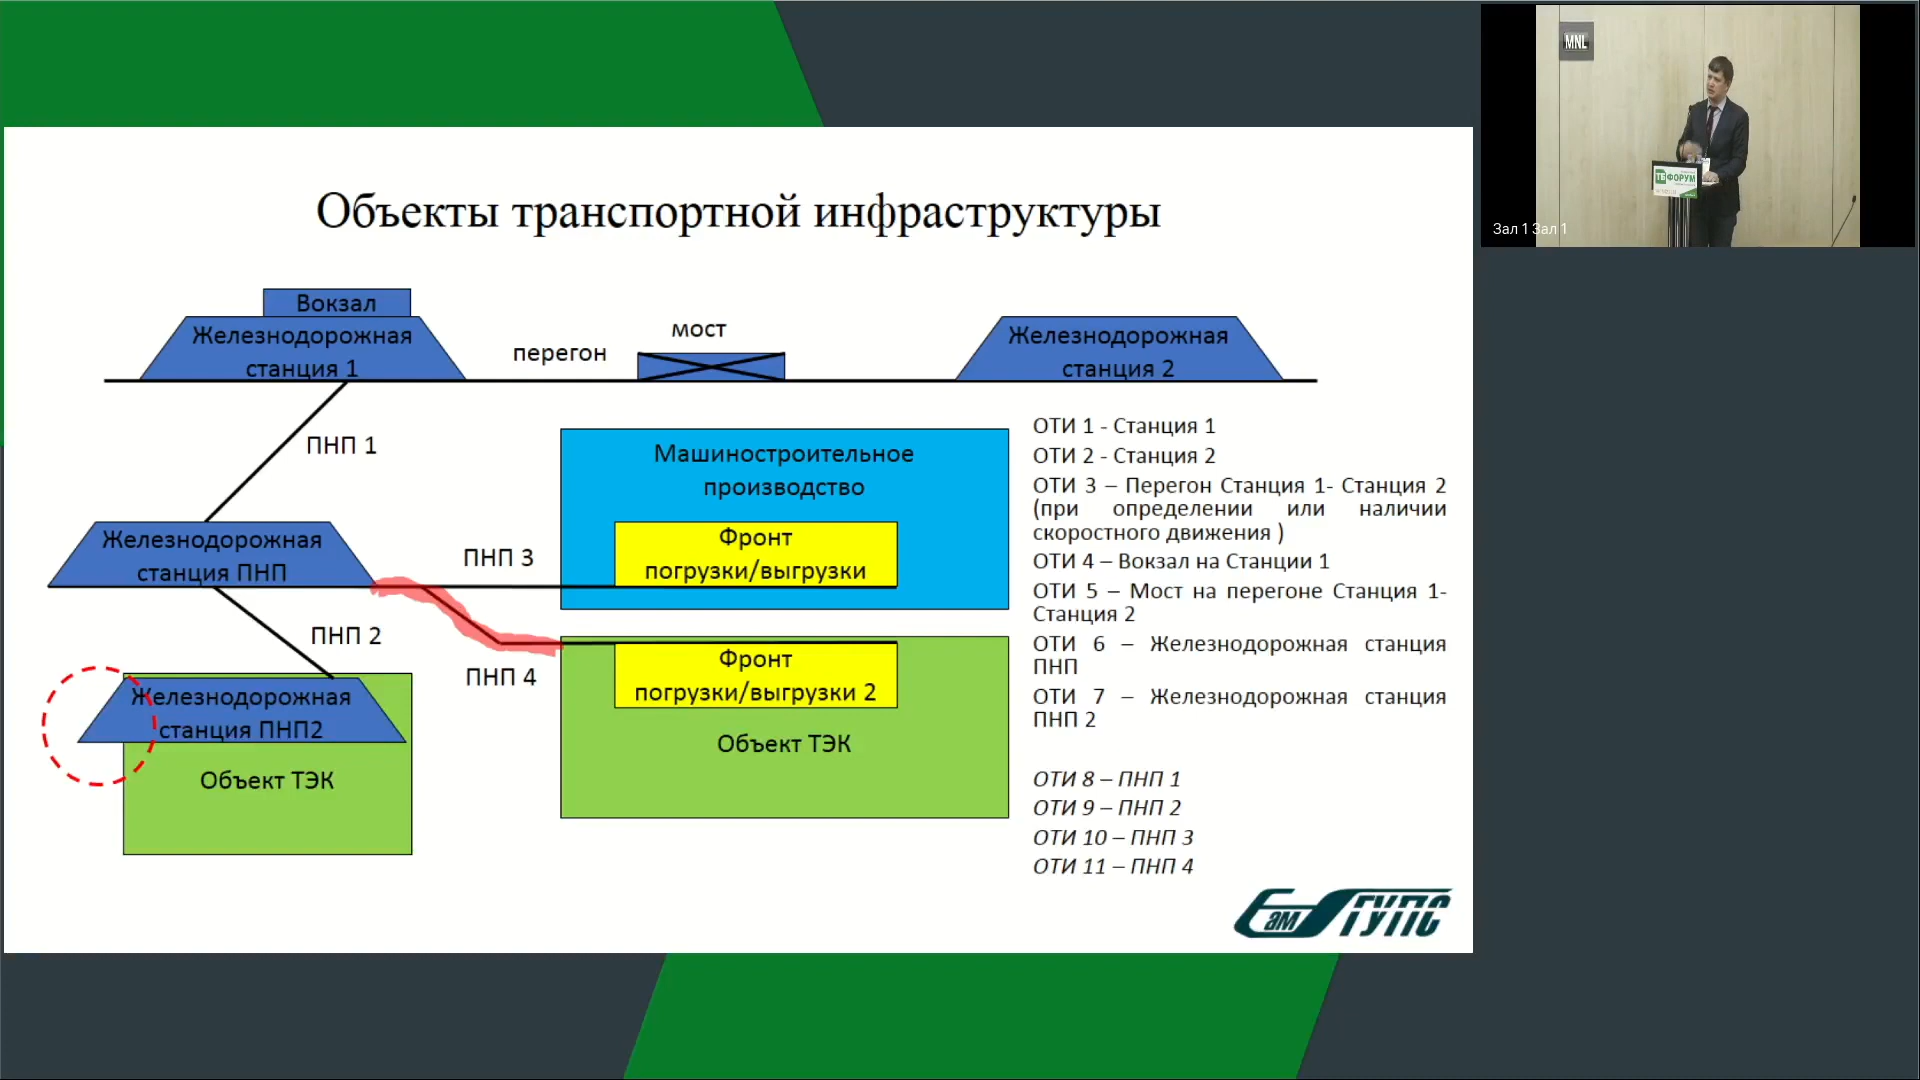 MNL
ТБ ФОРУМ
Зал 1 Зал 1
Объекты транспортной инфраструктуры
Вокзал
Железнодорожная
станция 1
перегон
мост
Железнодорожная
станция 2
ПНП 1
Железнодорожная
станция ПНП
ПНП 3
Машиностроительное
производство
Фронт
погрузки/выгрузки
ПНП 2
ПНП 4
Железнодорожная
станция ПНП2
Объект ТЭК
Фронт
погрузки/выгрузки 2
Объект ТЭК
ОТИ 1 - Станция 1
ОТИ 2 - Станция 2
ОТИ 3 – Перегон Станция 1- Станция 2
(при определении или наличии
скоростного движения )
ОТИ 4 – Вокзал на Станции 1
ОТИ 5 – Мост на перегоне Станция 1-
Станция 2
ОТИ 6 – Железнодорожная станция
ПНП
ОТИ 7 – Железнодорожная станция
ПНП 2
ОТИ 8 – ПНП 1
ОТИ 9 – ПНП 2
ОТИ 10 – ПНП 3
ОТИ 11 – ПНП 4
СамГУПС